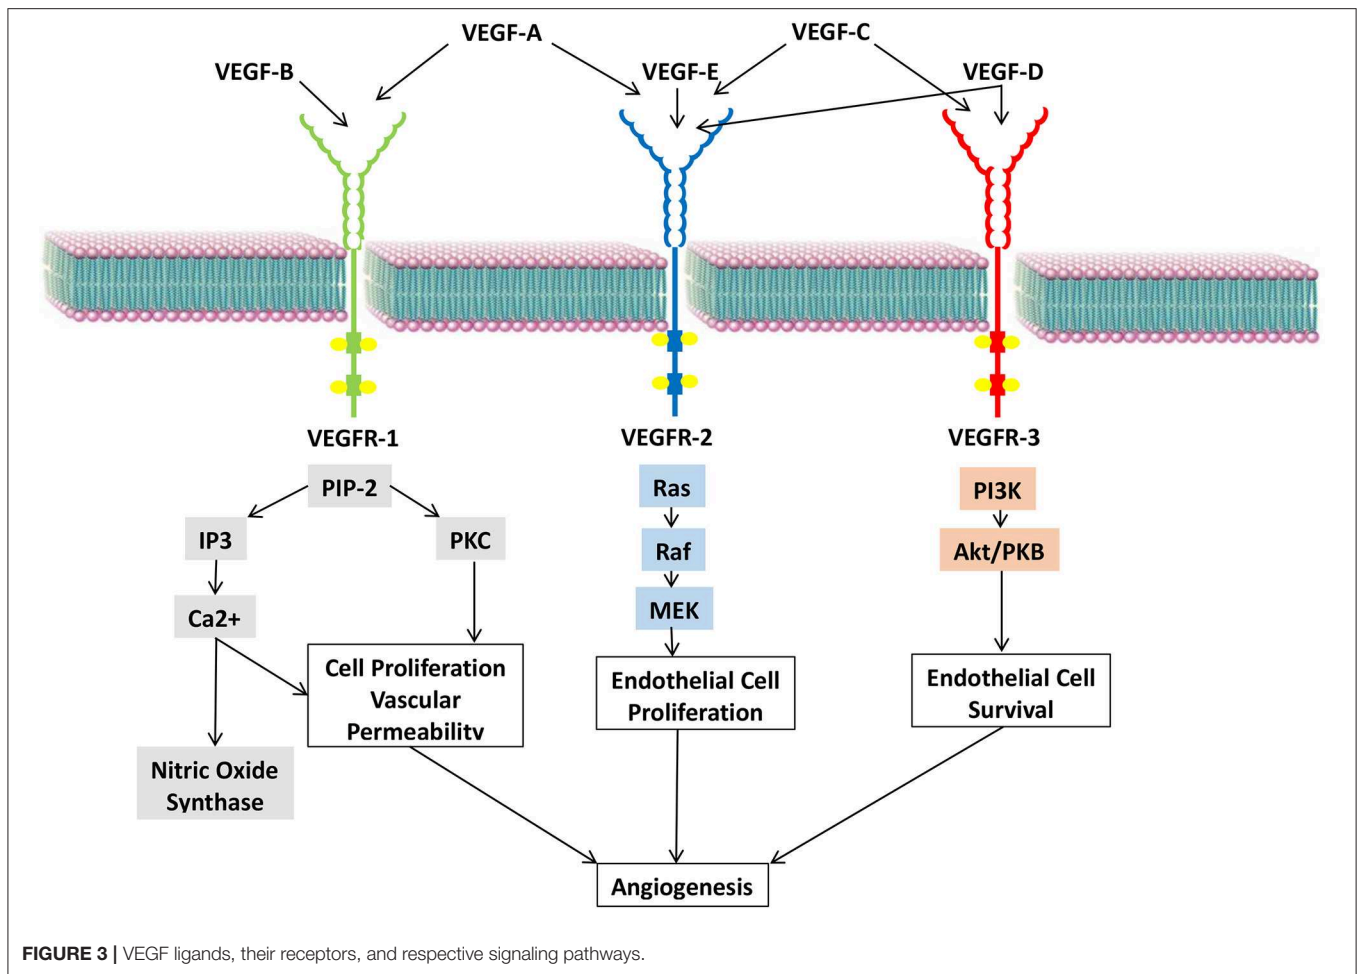 VEGF-A
VEGF-C
VEGF-B
VEGF-E
VEGF-D
VEGFR-1
VEGFR-2
VEGFR-3
PIP-2
Ras
PI3K
IP3
PKC
Raf
Akt/PKB
Ca2+
MEK
Cell Proliferation
Vascular
Permeability
Endothelial Cell
Proliferation
Endothelial Cell
Survival
Nitric Oxide
Synthase
Angiogenesis
FIGURE 3 | VEGF ligands, their receptors, and respective signaling pathways.